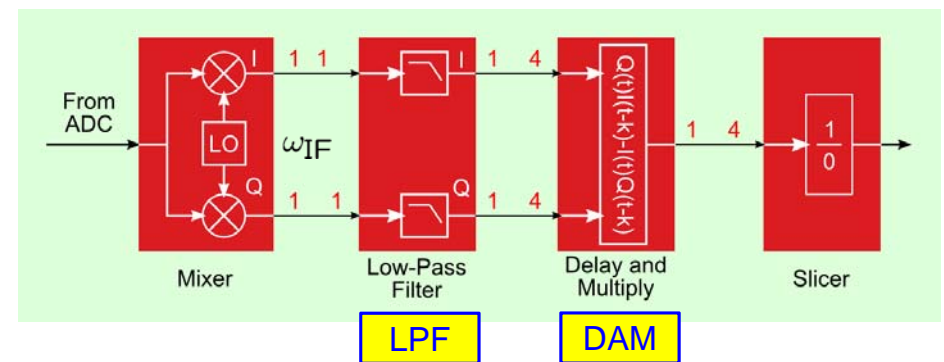 From
ADC
I
LO
Q
ω_IF
1 1
1 1
Mixer
I
Q
1 4
1 4
Low-Pass
Filter
Q(t)I(t-k)-I(t)Q(t-k)
Delay and
Multiply
1 4
1
0
Slicer
LPF
DAM